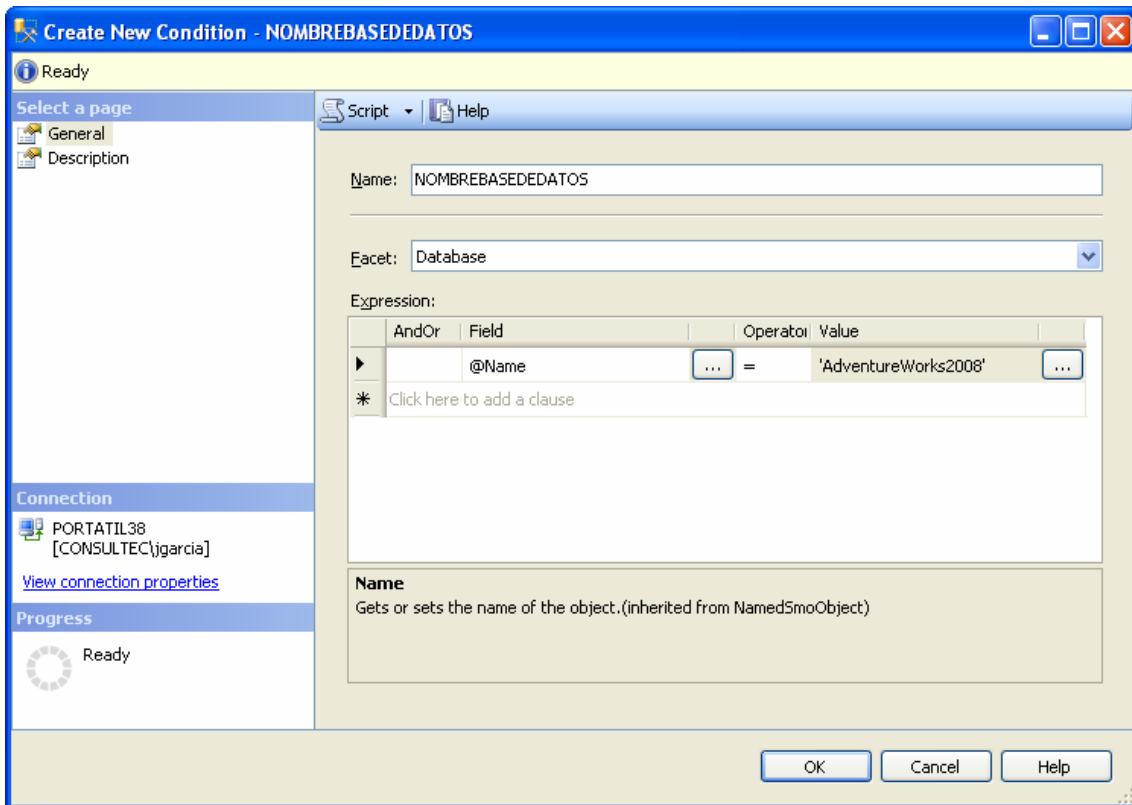 Create New Condition - NOMBREBASEDEDATOS
Ready
Select a page
General
Description
Script Help
Name: NOMBREBASEDEDATOS
Facet: Database
Expression:
AndOr Field Operator Value
@Name ... = 'AdventureWorks2008' ...
Click here to add a clause
Connection
PORTATIL38
[CONSULTEC\jgarcia]
View connection properties
Progress
Ready
Name
Gets or sets the name of the object.(inherited from NamedSmoObject)
OK Cancel Help